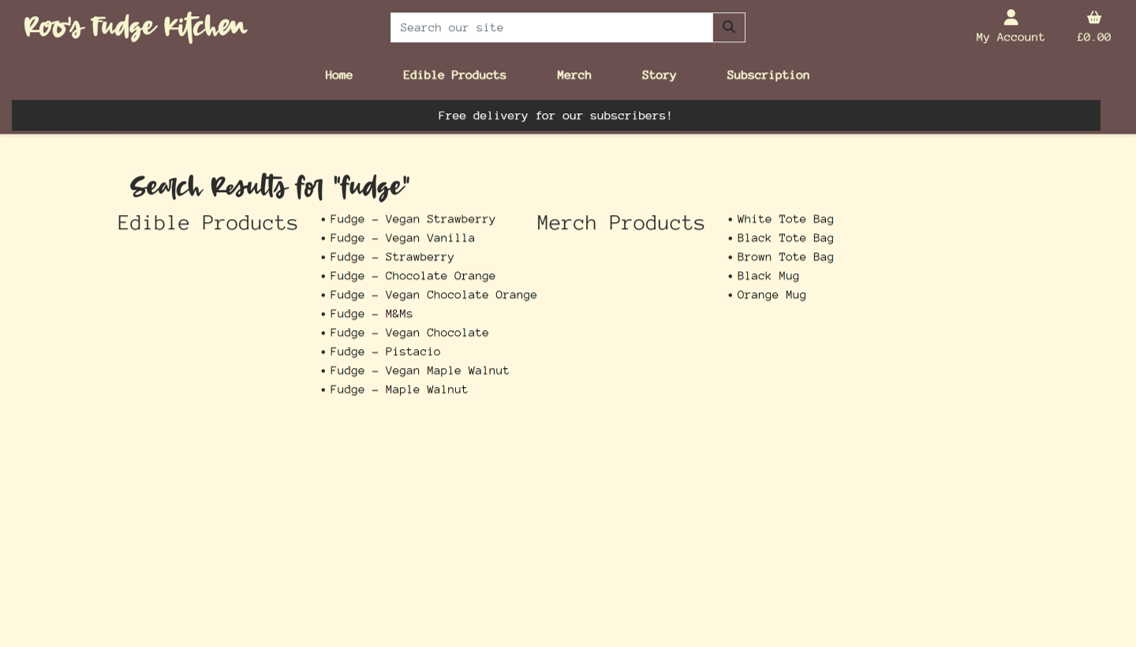 Roo's Fudge Kitchen
Search our site
My Account
£0.00
Home
Edible Products
Merch
Story
Subscription
Free delivery for our subscribers!
Search Results for "fudge"
Edible Products
• Fudge - Vegan Strawberry
• Fudge - Vegan Vanilla
• Fudge - Strawberry
• Fudge - Chocolate Orange
• Fudge - Vegan Chocolate Orange
• Fudge - M&Ms
• Fudge - Vegan Chocolate
• Fudge - Pistacio
• Fudge - Vegan Maple Walnut
• Fudge - Maple Walnut
Merch Products
• White Tote Bag
• Black Tote Bag
• Brown Tote Bag
• Black Mug
• Orange Mug